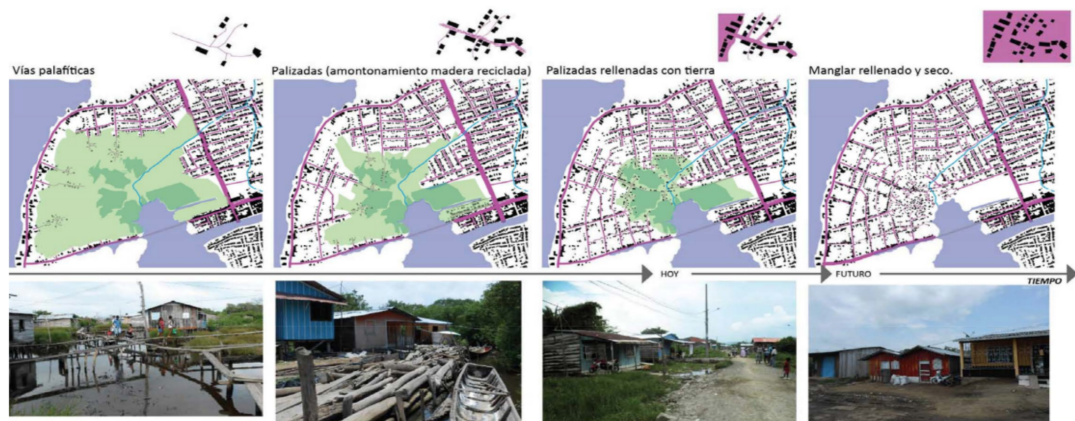 Vías palafíticas
Palizadas (amontonamiento madera reciclada)
Palizadas rellenadas con tierra
Manglar rellenado y seco.
HOY
FUTURO
TIEMPO